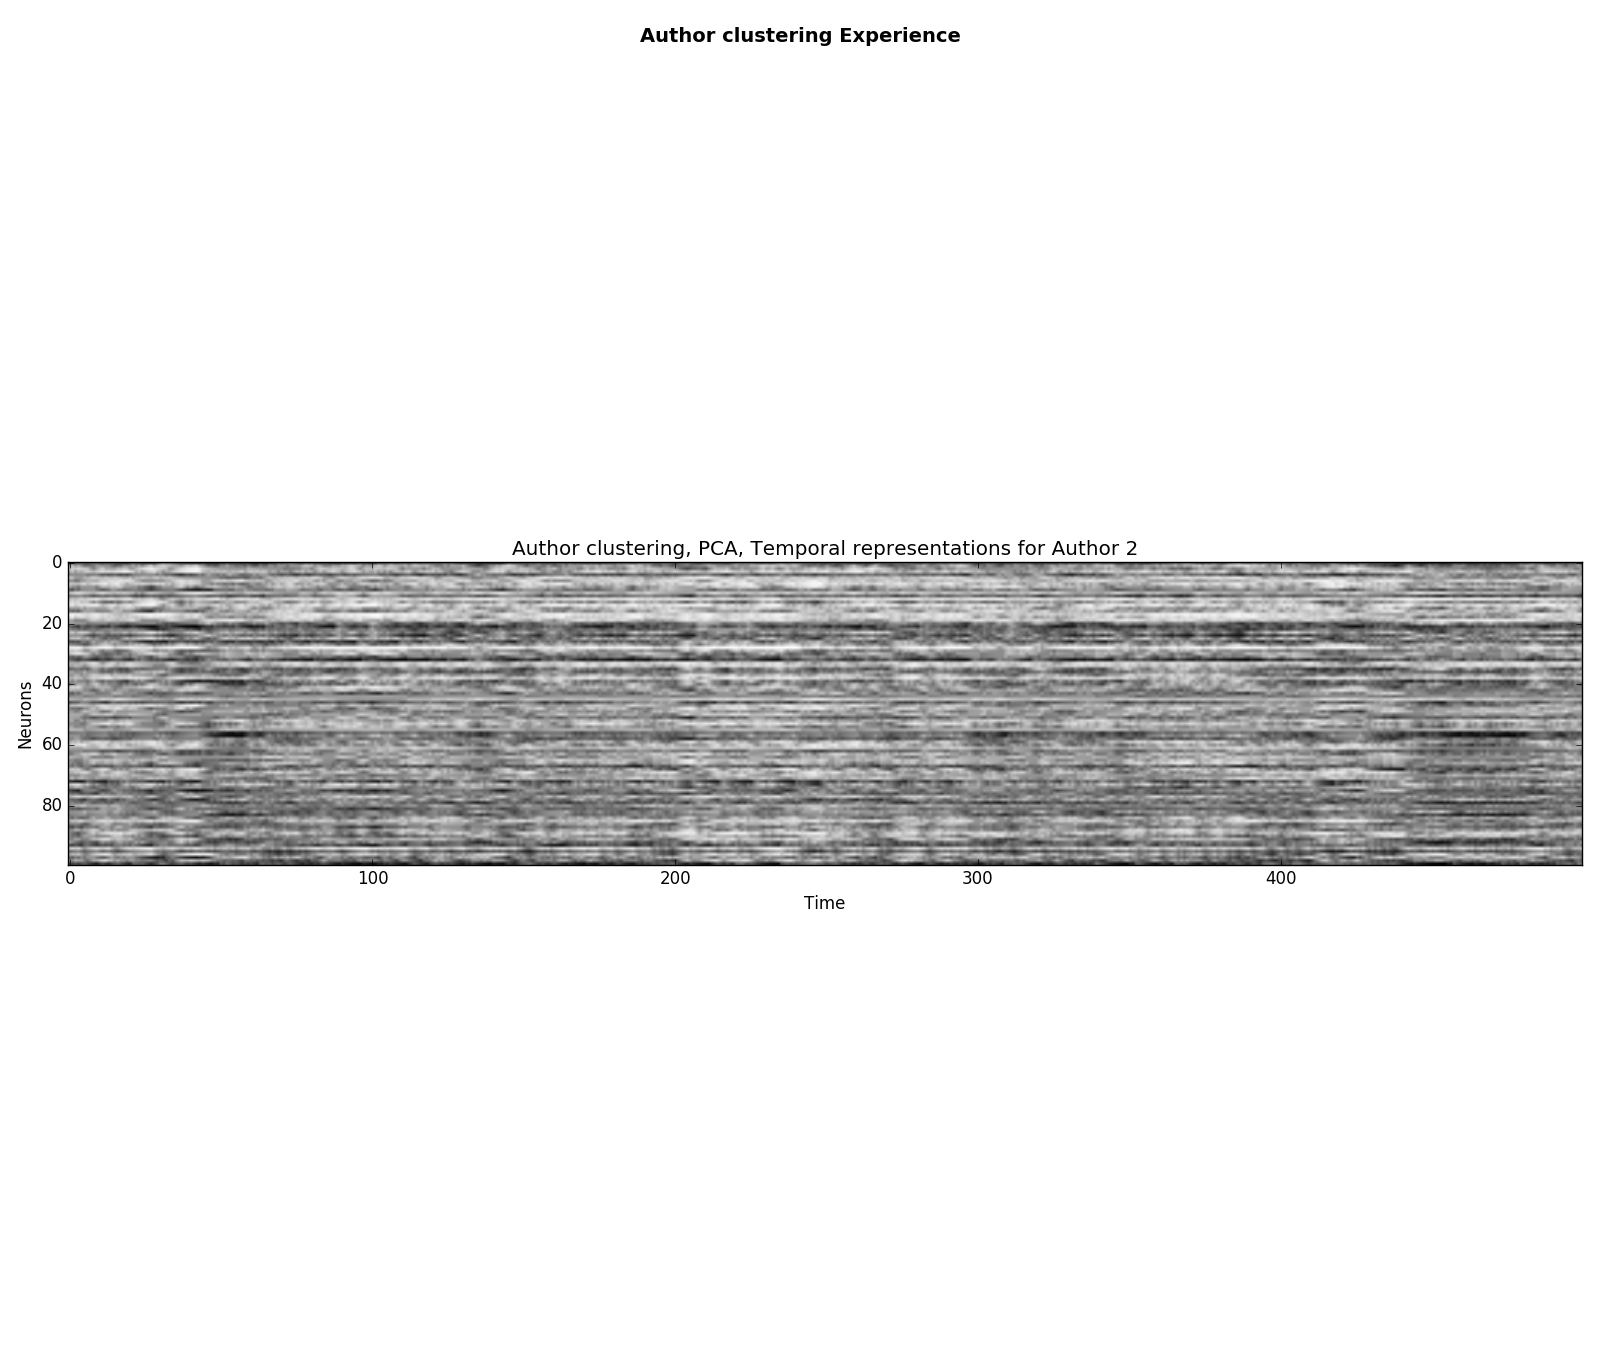 Author clustering Experience
Author clustering, PCA, Temporal representations for Author 2
0
20
40
60
80
Neurons
0 100 200 300 400
Time